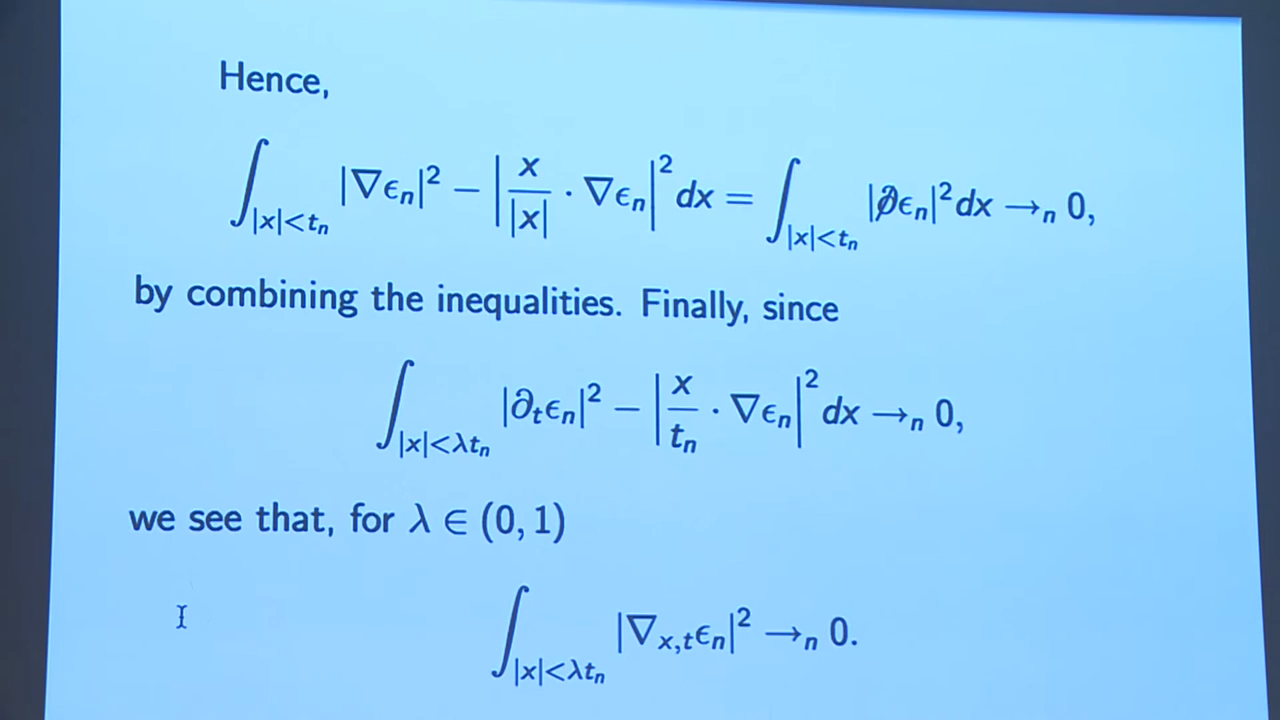 Hence,
∫_{|x|<t_n} |∇ϵ_n|² − |x/|x| · ∇ϵ_n|² dx = ∫_{|x|<t_n} |∂̸ϵ_n|² dx →_n 0,
by combining the inequalities. Finally, since
∫_{|x|<λt_n} |∂_tϵ_n|² − |x/t_n · ∇ϵ_n|² dx →_n 0,
we see that, for λ ∈ (0, 1)
∫_{|x|<λt_n} |∇_{x,t}ϵ_n|² →_n 0.